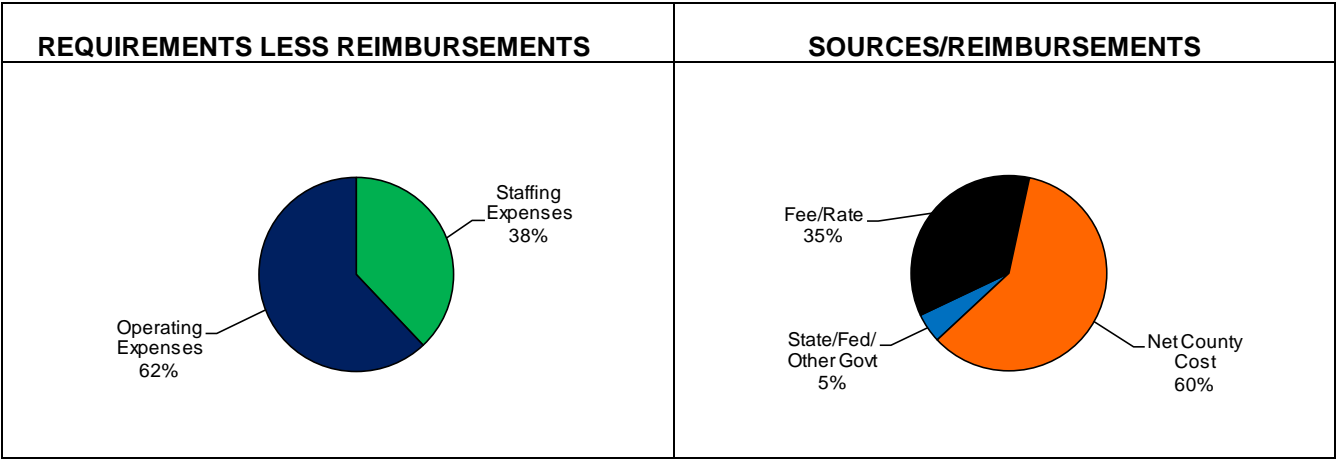 REQUIREMENTS LESS REIMBURSEMENTS
Staffing
Expenses
38%
Operating
Expenses
62%
SOURCES/REIMBURSEMENTS
Fee/Rate
35%
State/Fed/
Other Govt
5%
Net County
Cost
60%